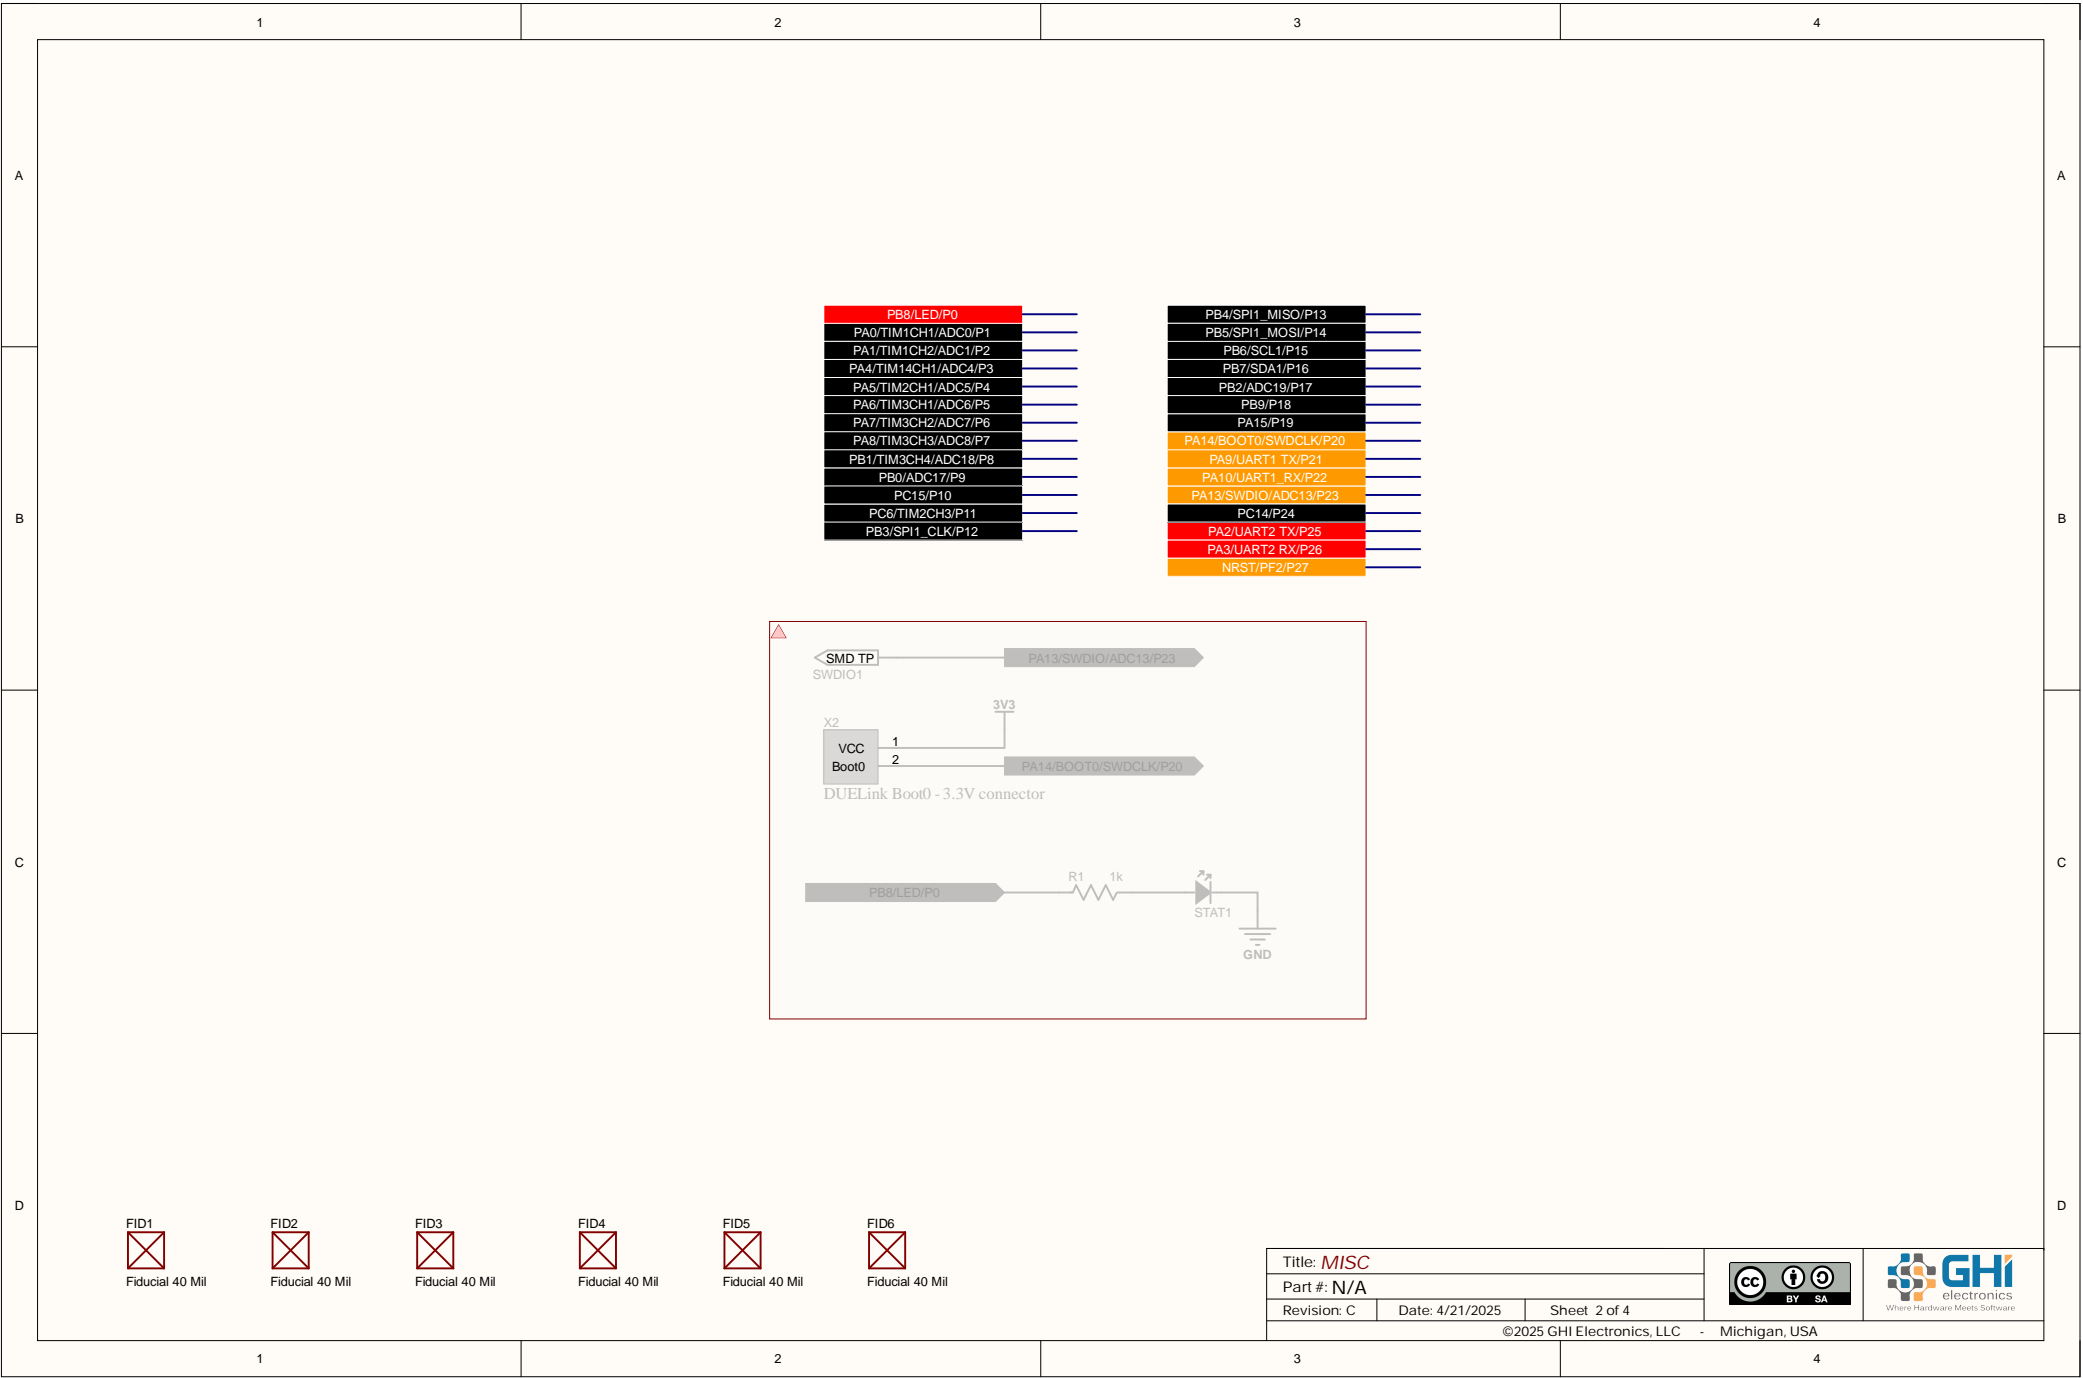 1 2 3 4
A A
PB8/LED/P0
PA0/TIM1CH1/ADC0/P1
PA1/TIM1CH2/ADC1/P2
PA4/TIM14CH1/ADC4/P3
PA5/TIM2CH1/ADC5/P4
PA6/TIM3CH1/ADC6/P5
PA7/TIM3CH2/ADC7/P6
PA8/TIM3CH3/ADC8/P7
PB1/TIM3CH4/ADC18/P8
PB0/ADC17/P9
PC15/P10
PC6/TIM2CH3/P11
PB3/SPI1_CLK/P12
PB4/SPI1_MISO/P13
PB5/SPI1_MOSI/P14
PB6/SCL1/P15
PB7/SDA1/P16
PB2/ADC19/P17
PB9/P18
PA15/P19
PA14/BOOT0/SWDCLK/P20
PA9/UART1 TX/P21
PA10/UART1_RX/P22
PA13/SWDIO/ADC13/P23
PC14/P24
PA2/UART2 TX/P25
PA3/UART2 RX/P26
NRST/PF2/P27
B B
SMD TP PA13/SWDIO/ADC13/P23
SWDIO1
3V3
X2
VCC 1
Boot0 2 PA14/BOOT0/SWDCLK/P20
DUELink Boot0 - 3.3V connector
C C
R1 1k
PB8/LED/P0
STAT1
GND
D D
FID1 FID2 FID3 FID4 FID5 FID6
Fiducial 40 Mil Fiducial 40 Mil Fiducial 40 Mil Fiducial 40 Mil Fiducial 40 Mil Fiducial 40 Mil
Title: MISC
Part #: N/A
Revision: C Date: 4/21/2025 Sheet 2 of 4
cc BY SA
GHI
electronics
Where Hardware Meets Software
©2025 GHI Electronics, LLC - Michigan, USA
1 2 3 4